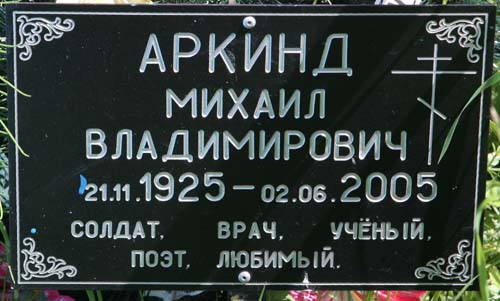 АРКИНД
МИХАИЛ
ВЛАДИМИРОВИЧ
21.11.1925 – 02.06.2005
СОЛДАТ, ВРАЧ, УЧЁНЫЙ,
ПОЭТ, ЛЮБИМЫЙ.